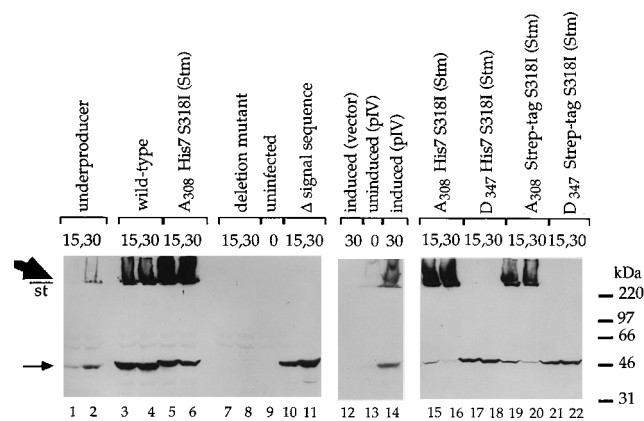 underproducer
wild-type
A308 His7 S318I (Stm)
deletion mutant
uninfected
Δ signal sequence
induced (vector)
uninduced (pIV)
induced (pIV)
A308 His7 S318I (Stm)
D347 His7 S318I (Stm)
A308 Strep-tag S318I (Stm)
D347 Strep-tag S318I (Stm)
15,30 15,30 15,30 15,30 0 15,30 30 0 30 15,30 15,30 15,30 15,30
st
kDa
220
97
66
46
31
1 2 3 4 5 6 7 8 9 10 11 12 13 14 15 16 17 18 19 20 21 22